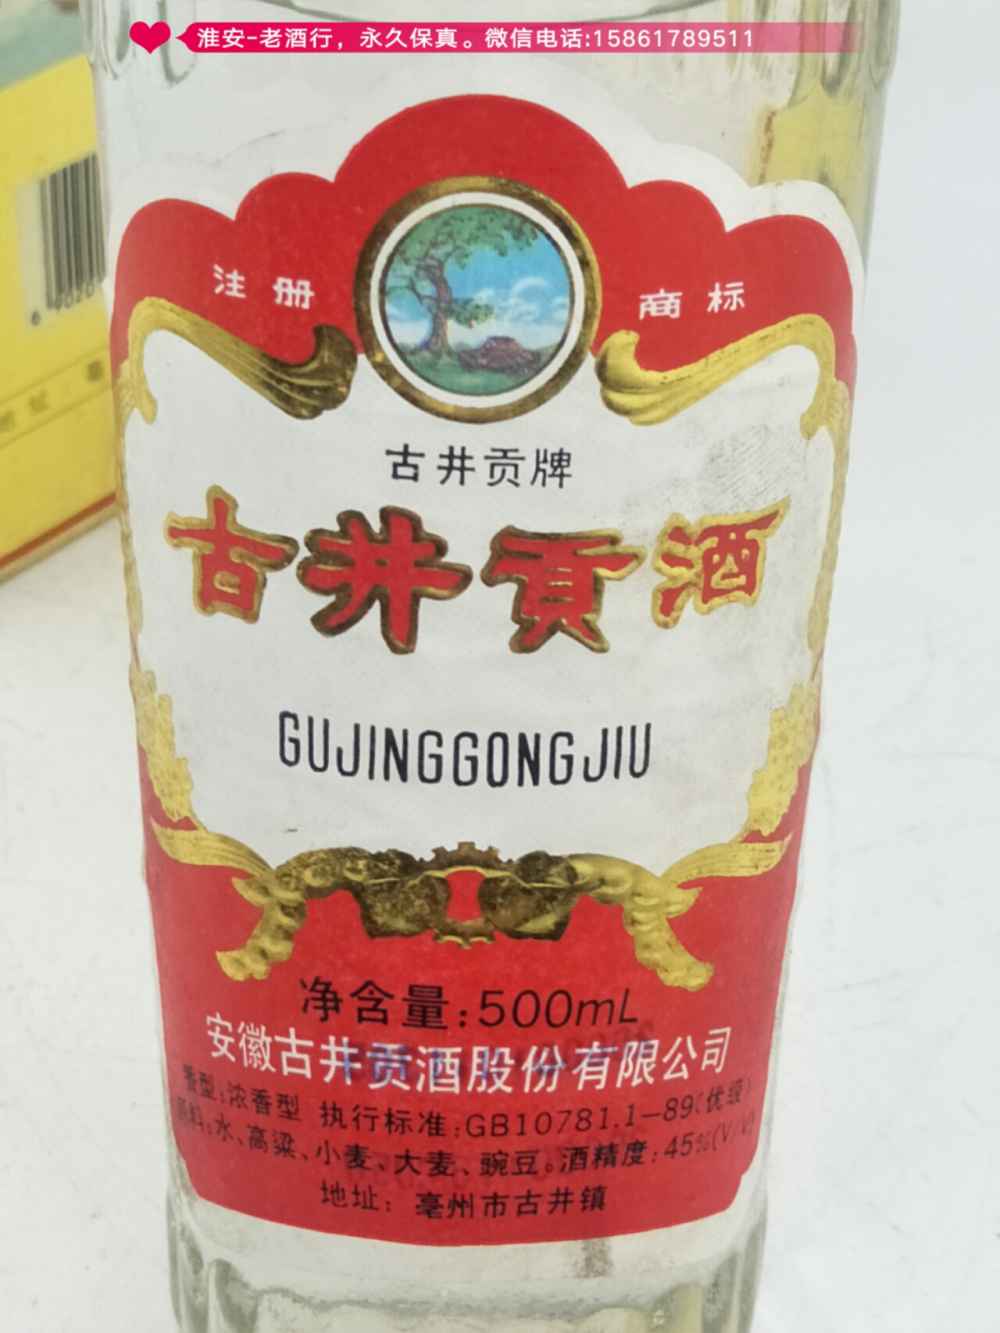 淮安-老酒行，永久保真。微信电话:15861789511
注册 商标
古井贡牌
古井贡酒
GUJINGGONGJIU
净含量:500mL
安徽古井贡酒股份有限公司
香型:浓香型 执行标准:GB10781.1-89(优级)
原料:水、高粱、小麦、大麦、豌豆。酒精度:45%(V/V)
地址: 亳州市古井镇